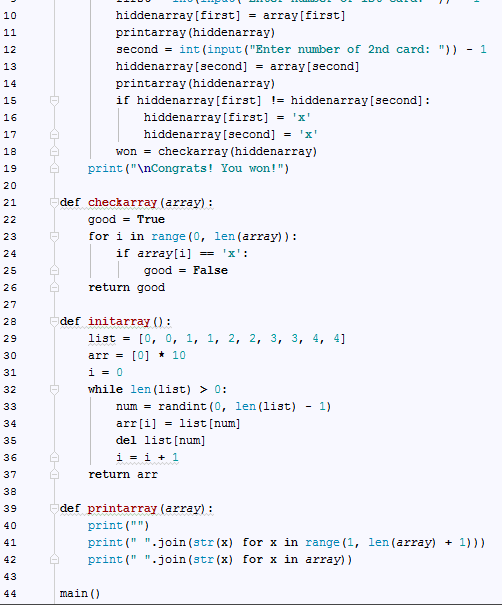 10 hiddenarray[first] = array[first]
11 printarray(hiddenarray)
12 second = int(input("Enter number of 2nd card: ")) - 1
13 hiddenarray[second] = array[second]
14 printarray(hiddenarray)
15 if hiddenarray[first] != hiddenarray[second]:
16 hiddenarray[first] = 'x'
17 hiddenarray[second] = 'x'
18 won = checkarray(hiddenarray)
19 print("\nCongrats! You won!")
20
21 def checkarray(array):
22 good = True
23 for i in range(0, len(array)):
24 if array[i] == 'x':
25 good = False
26 return good
27
28 def initarray():
29 list = [0, 0, 1, 1, 2, 2, 3, 3, 4, 4]
30 arr = [0] * 10
31 i = 0
32 while len(list) > 0:
33 num = randint(0, len(list) - 1)
34 arr[i] = list[num]
35 del list[num]
36 i = i + 1
37 return arr
38
39 def printarray(array):
40 print("")
41 print(" ".join(str(x) for x in range(1, len(array) + 1)))
42 print(" ".join(str(x) for x in array))
43
44 main()